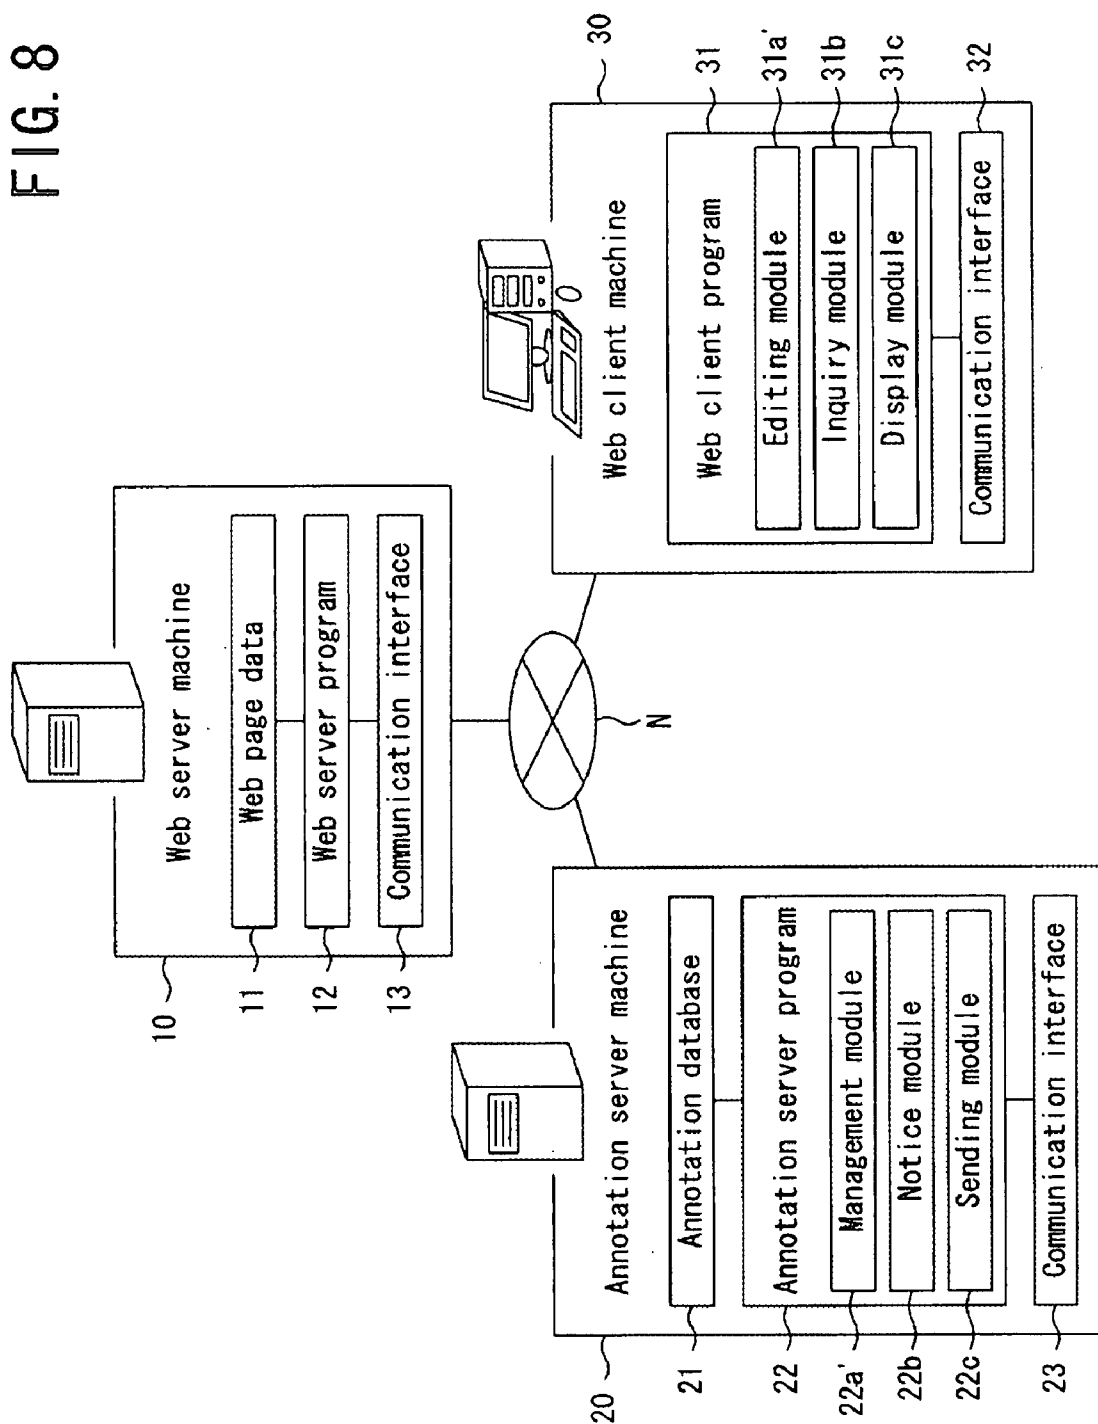 FIG. 8
Web server machine
10
Web page data
11
Web server program
12
Communication interface
13
N
Annotation server machine
20
Annotation database
21
Annotation server program
22
Management module
22a'
Notice module
22b
Sending module
22c
Communication interface
23
Web client machine
30
Web client program
31
Editing module
31a'
Inquiry module
31b
Display module
31c
Communication interface
32